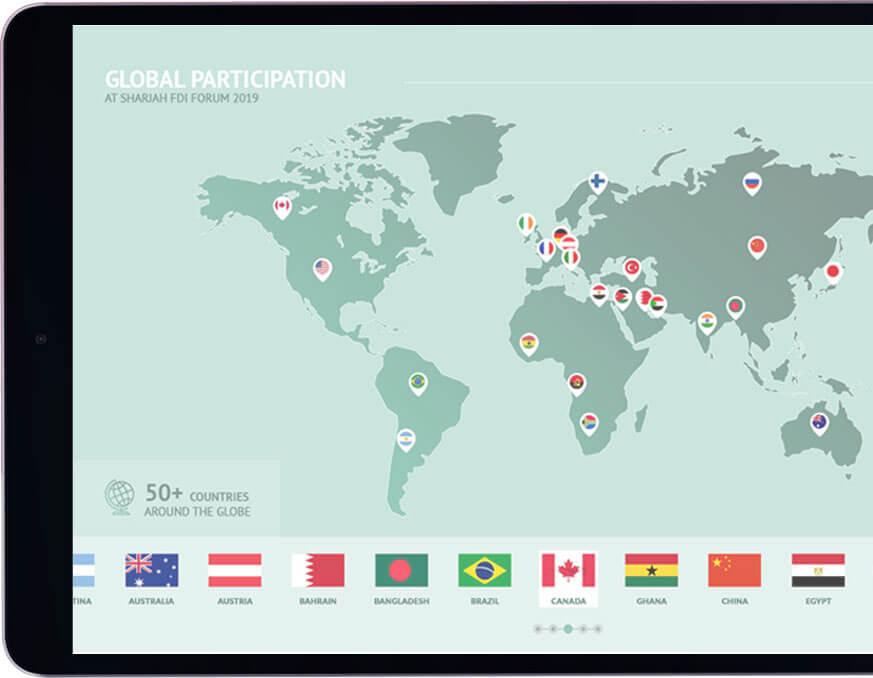 GLOBAL PARTICIPATION
AT SHARJAH FDI FORUM 2019
50+ COUNTRIES
AROUND THE GLOBE
TINA
AUSTRALIA
AUSTRIA
BAHRAIN
BANGLADESH
BRAZIL
CANADA
GHANA
CHINA
EGYPT